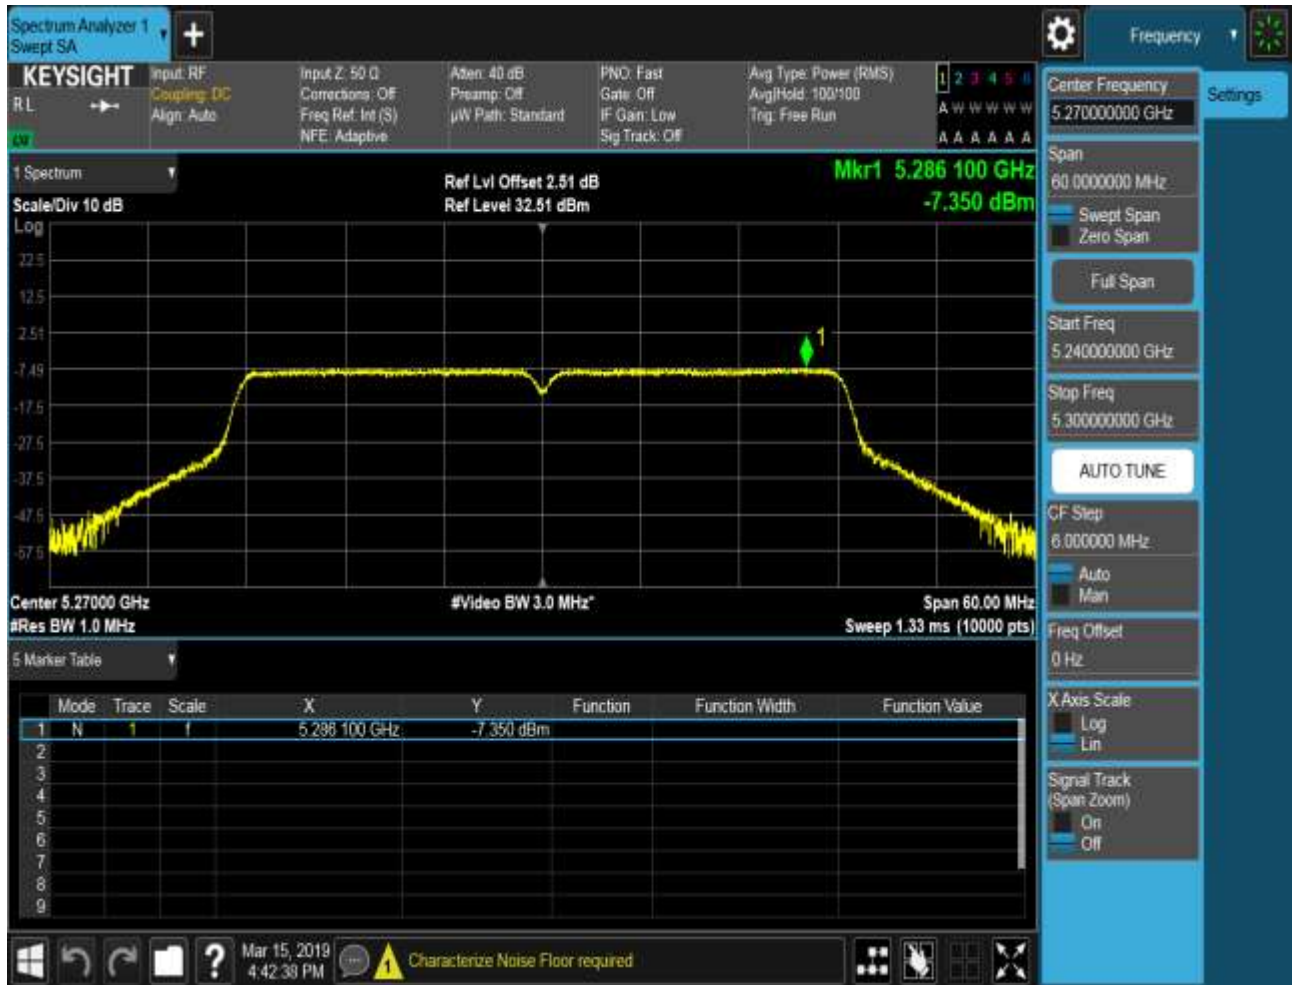 Spectrum Analyzer 1
Swept SA
+
Frequency
KEYSIGHT
RL
Input: RF
Coupling: DC
Align: Auto
Input Z: 50 Ω
Corrections: Off
Freq Ref: Int (S)
NFE: Adaptive
Atten: 40 dB
Preamp: Off
µW Path: Standard
PNO: Fast
Gate: Off
IF Gain: Low
Sig Track: Off
Avg Type: Power (RMS)
Avg|Hold: 100/100
Trig: Free Run
1 2 3 4 5 6
A W W W W W
A A A A A A
1 Spectrum
Scale/Div 10 dB
Ref Lvl Offset 2.51 dB
Ref Level 32.51 dBm
Mkr1 5.286 100 GHz
-7.350 dBm
Log
22.5
12.5
2.51
-7.49
-17.5
-27.5
-37.5
-47.5
-57.5
1
Center 5.27000 GHz
#Res BW 1.0 MHz
#Video BW 3.0 MHz*
Span 60.00 MHz
Sweep 1.33 ms (10000 pts)
5 Marker Table
Mode Trace Scale X Y Function Function Width Function Value
1 N 1 f 5.286 100 GHz -7.350 dBm
2
3
4
5
6
7
8
9
Center Frequency
5.270000000 GHz
Settings
Span
60.0000000 MHz
Swept Span
Zero Span
Full Span
Start Freq
5.240000000 GHz
Stop Freq
5.300000000 GHz
AUTO TUNE
CF Step
6.000000 MHz
Auto
Man
Freq Offset
0 Hz
X Axis Scale
Log
Lin
Signal Track
(Span Zoom)
On
Off
?
Mar 15, 2019
4:42:38 PM
1
Characterize Noise Floor required